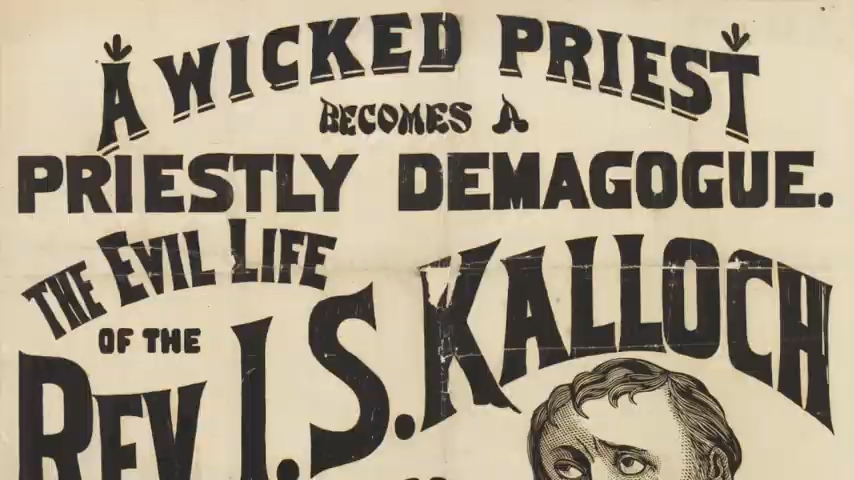 A WICKED PRIEST
BECOMES A
PRIESTLY DEMAGOGUE.
THE EVIL LIFE
OF THE
REV. I. S. KALLOCH